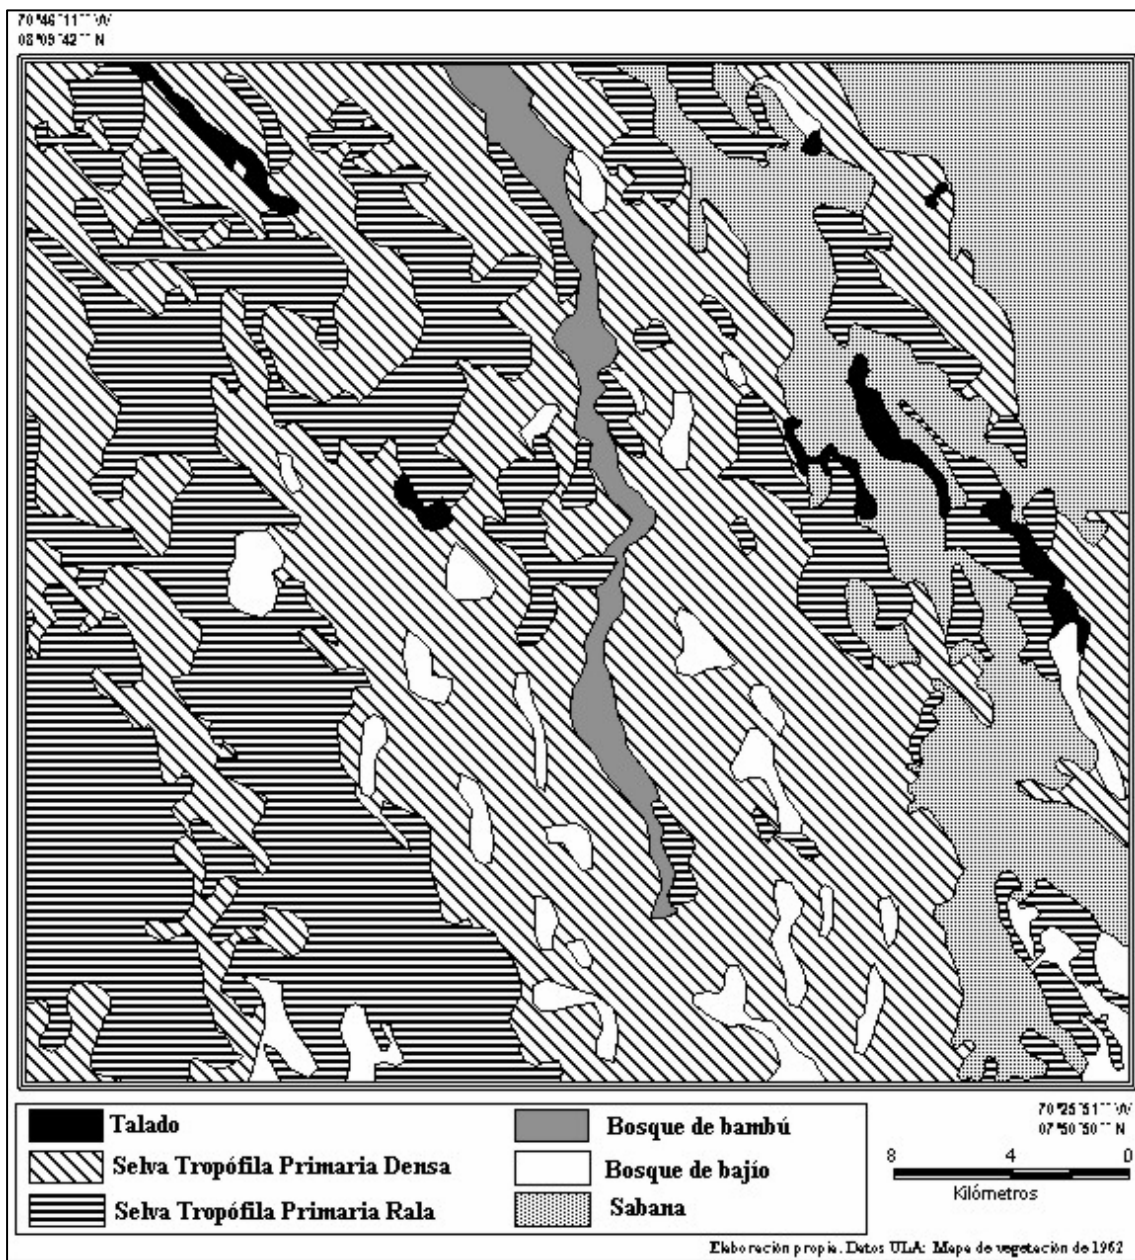 70°46´11´´ W
08°09´42´´ N
Talado
Selva Tropófila Primaria Densa
Selva Tropófila Primaria Rala
Bosque de bambú
Bosque de bajío
Sabana
70°25´51´´ W
07°50´50´´ N
8 4 0
Kilómetros
Elaboración propia. Datos ULA: Mapa de vegetación de 1962